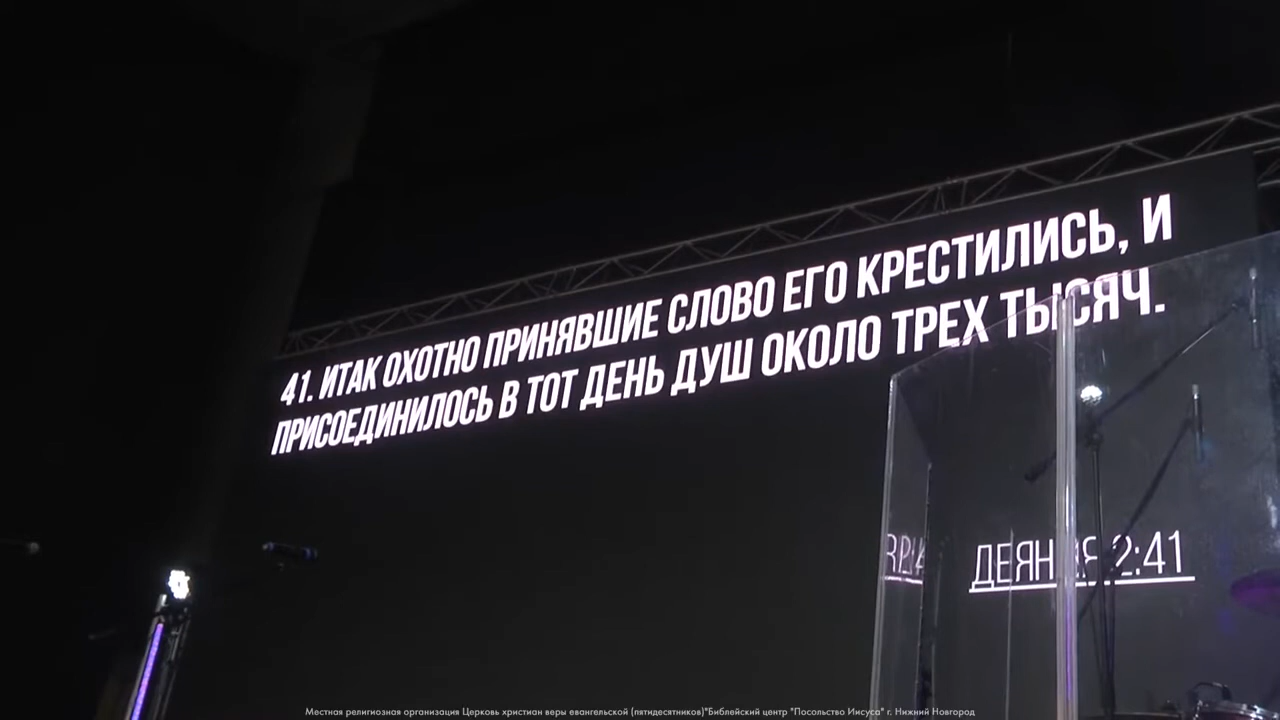 41. ИТАК ОХОТНО ПРИНЯВШИЕ СЛОВО ЕГО КРЕСТИЛИСЬ, И
ПРИСОЕДИНИЛОСЬ В ТОТ ДЕНЬ ДУШ ОКОЛО ТРЕХ ТЫСЯЧ.
ДЕЯНИЯ 2:41
Местная религиозная организация Церковь христиан веры евангельской (пятидесятников)"Библейский центр "Посольство Иисуса" г. Нижний Новгород